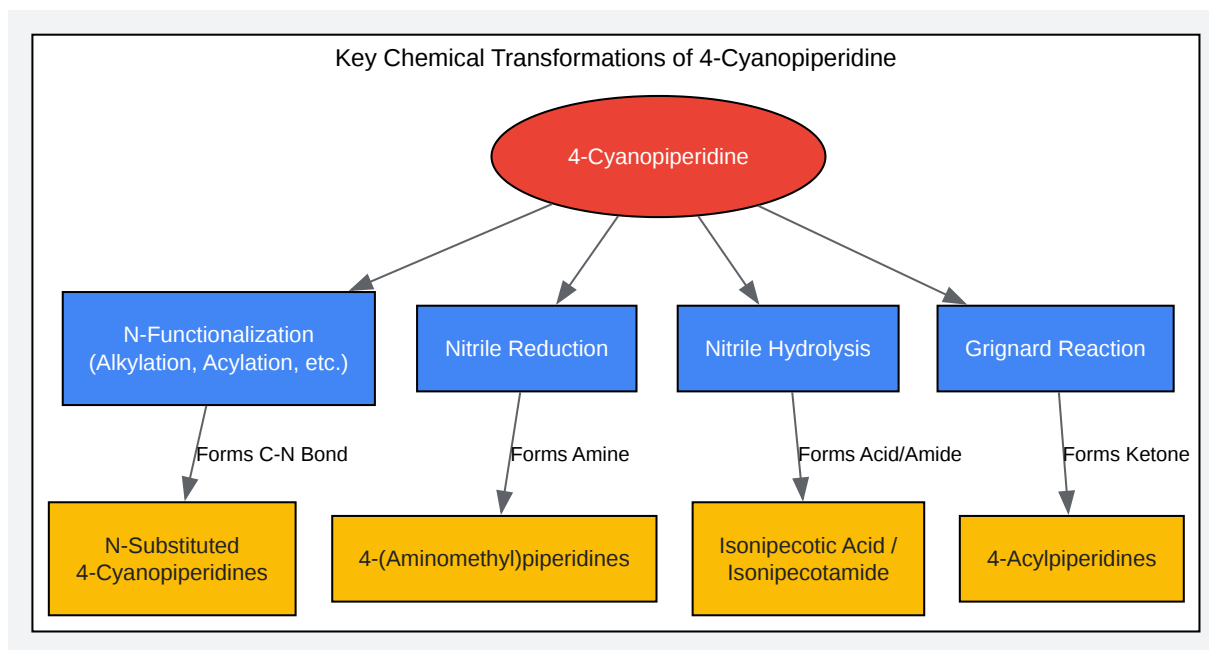 Key Chemical Transformations of 4-Cyanopiperidine
4-Cyanopiperidine
N-Functionalization
(Alkylation, Acylation, etc.)
Nitrile Reduction
Nitrile Hydrolysis
Grignard Reaction
Forms C-N Bond
Forms Amine
Forms Acid/Amide
Forms Ketone
N-Substituted
4-Cyanopiperidines
4-(Aminomethyl)piperidines
Isonipecotic Acid /
Isonipecotamide
4-Acylpiperidines